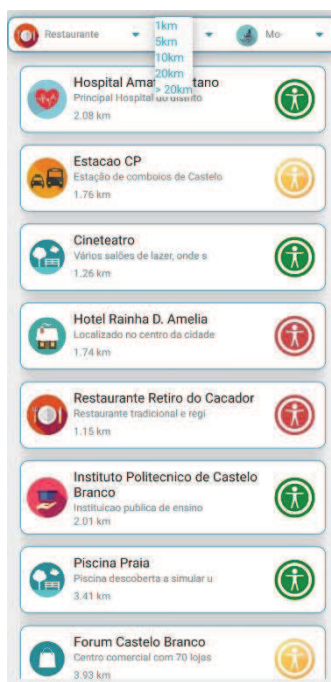 Restaurante
1km
5km
10km
20km
> 20km
Mo
Hospital Ama tano
Principal Hospital do distrito
2.08 km
Estacao CP
Estação de comboios de Castelo
1.76 km
Cineteatro
Vários salões de lazer, onde s
1.26 km
Hotel Rainha D. Amelia
Localizado no centro da cidade
1.74 km
Restaurante Retiro do Cacador
Restaurante tradicional e regi
1.15 km
Instituto Politecnico de Castelo
Branco
Instituicao publica de ensino
2.01 km
Piscina Praia
Piscina descoberta a simular u
3.41 km
Forum Castelo Branco
Centro comercial com 70 lojas
3.93 km